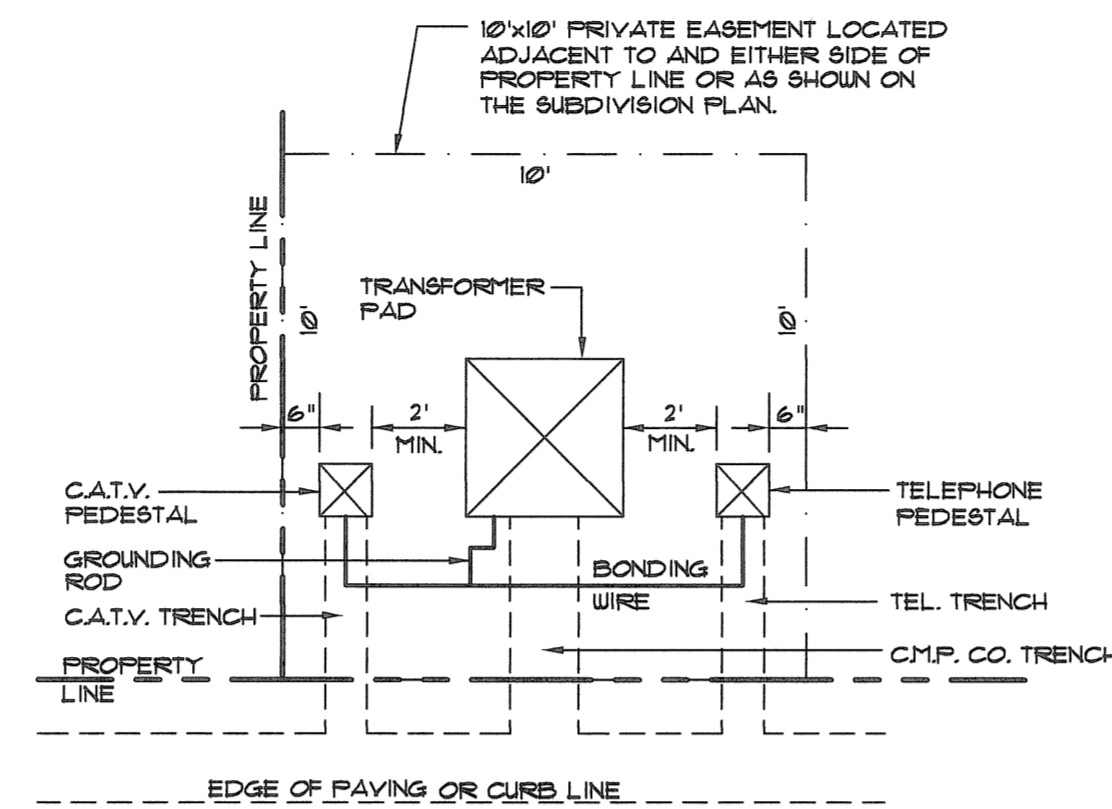 10'x10' PRIVATE EASEMENT LOCATED
ADJACENT TO AND EITHER SIDE OF
PROPERTY LINE OR AS SHOWN ON
THE SUBDIVISION PLAN.
10'
PROPERTY LINE
TRANSFORMER
PAD
10'
10'
6"
2'
MIN.
2'
MIN.
6"
C.A.T.V.
PEDESTAL
TELEPHONE
PEDESTAL
GROUNDING
ROD
BONDING
WIRE
C.A.T.V. TRENCH
TEL. TRENCH
C.M.P. CO. TRENCH
PROPERTY
LINE
EDGE OF PAVING OR CURB LINE